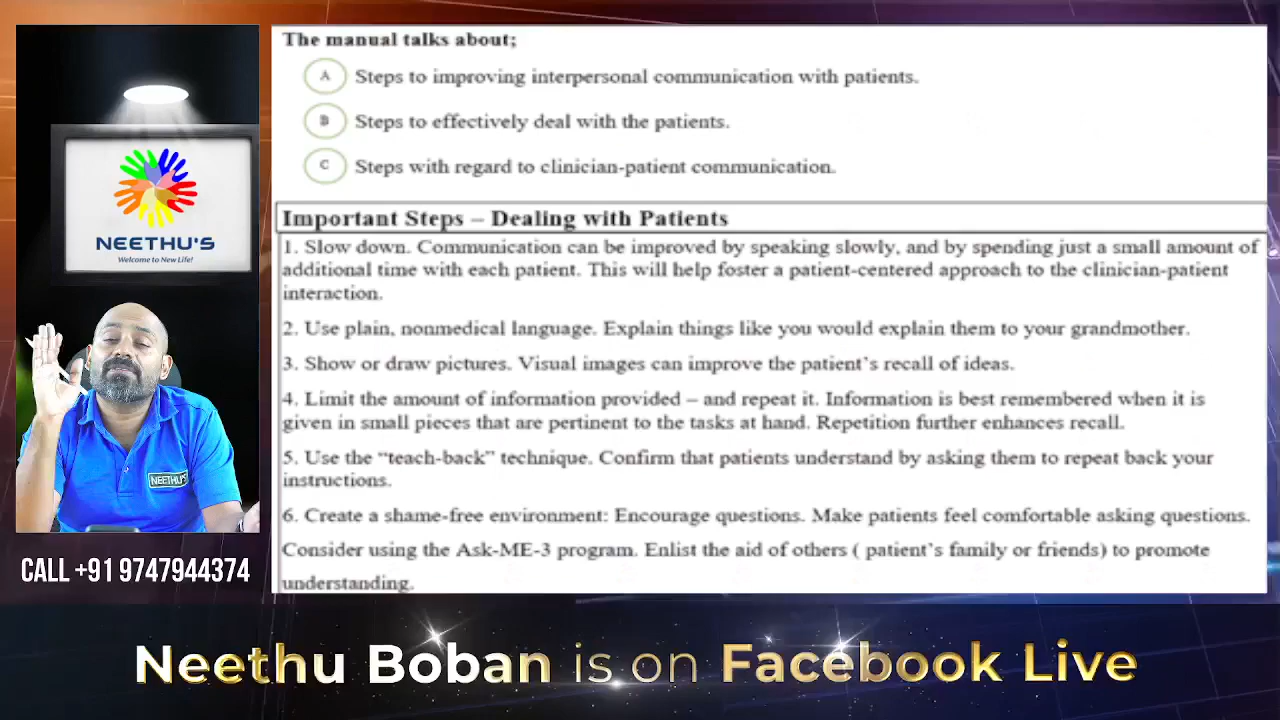 The manual talks about;
A Steps to improving interpersonal communication with patients.
B Steps to effectively deal with the patients.
C Steps with regard to clinician-patient communication.
Important Steps – Dealing with Patients
1. Slow down. Communication can be improved by speaking slowly, and by spending just a small amount of
additional time with each patient. This will help foster a patient-centered approach to the clinician-patient
interaction.
2. Use plain, nonmedical language. Explain things like you would explain them to your grandmother.
3. Show or draw pictures. Visual images can improve the patient's recall of ideas.
4. Limit the amount of information provided – and repeat it. Information is best remembered when it is
given in small pieces that are pertinent to the tasks at hand. Repetition further enhances recall.
5. Use the “teach-back” technique. Confirm that patients understand by asking them to repeat back your
instructions.
6. Create a shame-free environment: Encourage questions. Make patients feel comfortable asking questions.
Consider using the Ask-ME-3 program. Enlist the aid of others ( patient's family or friends) to promote
understanding.
NEETHU'S
Welcome to New Life!
NEETHU'S
CALL +91 9747944374
Neethu Boban is on Facebook Live